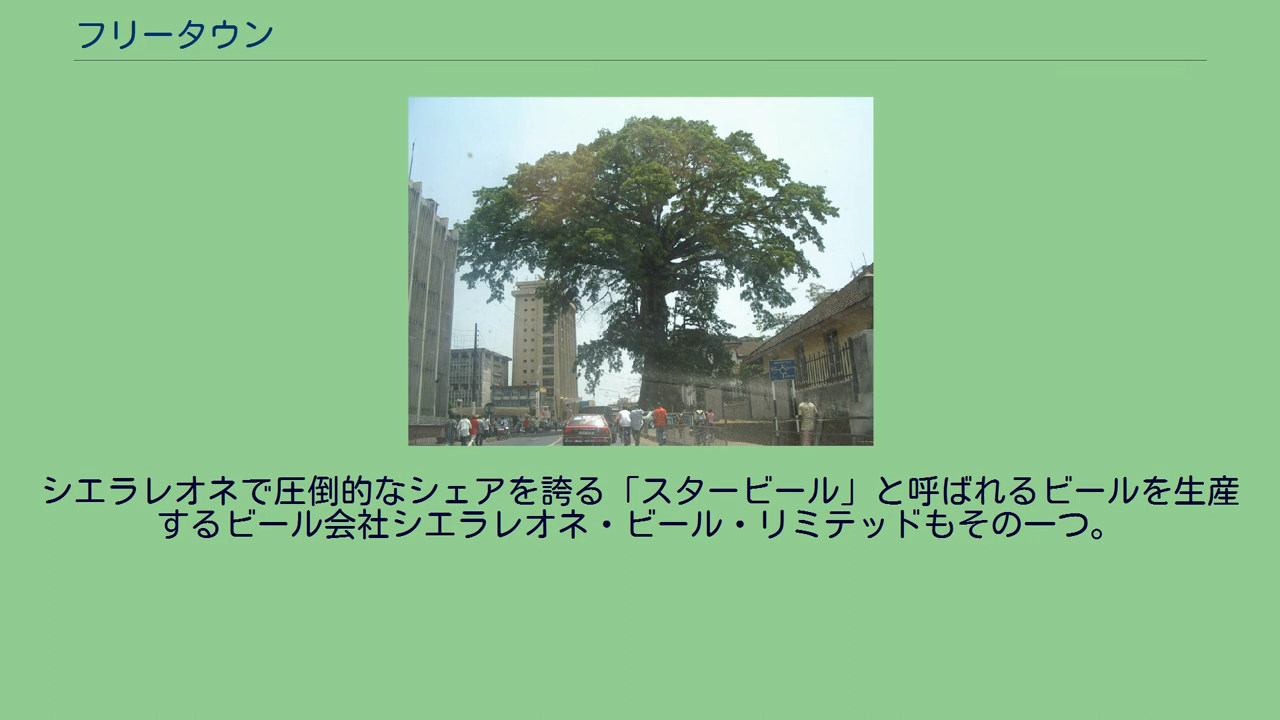 フリータウン
シエラレオネで圧倒的なシェアを誇る「スタービール」と呼ばれるビールを生産
するビール会社シエラレオネ・ビール・リミテッドもその一つ。